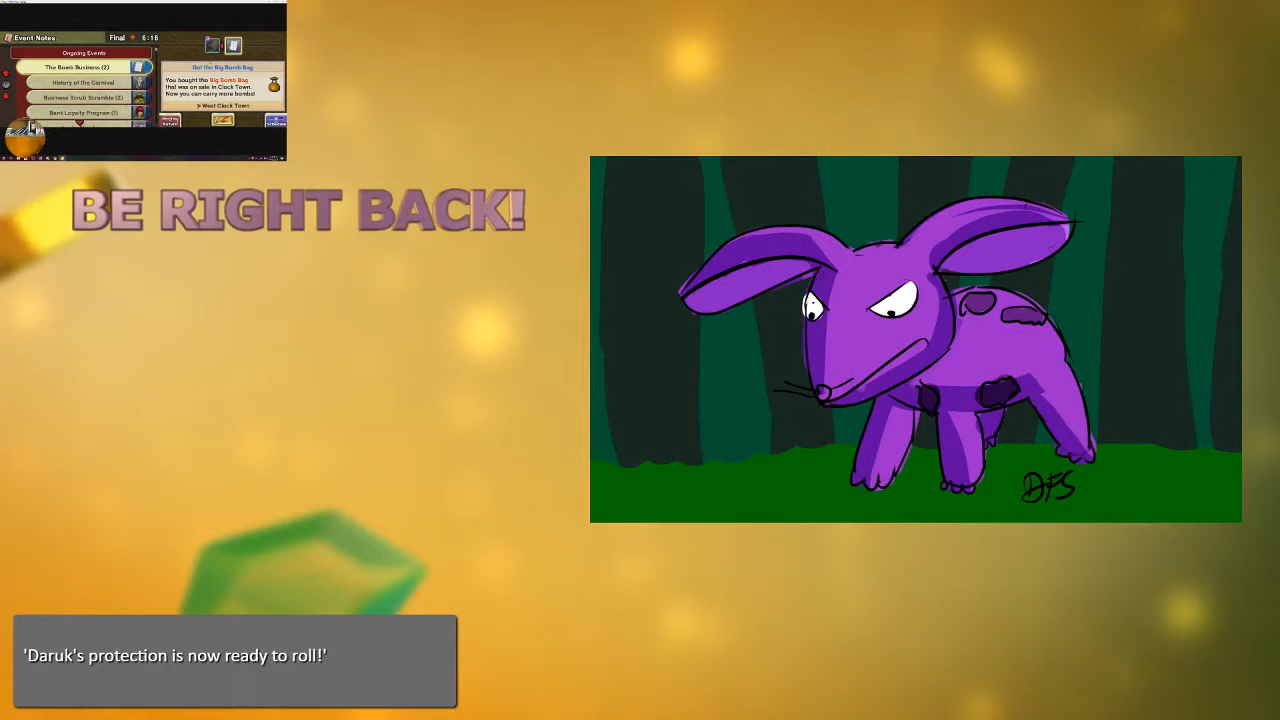 Event Notes
Final 6:16
Ongoing Events
The Bomb Business (2)
History of the Carnival
Business Scrub Scramble (2)
Bank Loyalty Program (1)
Got the Big Bomb Bag
You bought the Big Bomb Bag
that was on sale in Clock Town.
Now you can carry more bombs!
West Clock Town
Return
BE RIGHT BACK!
DFS
'Daruk's protection is now ready to roll!'